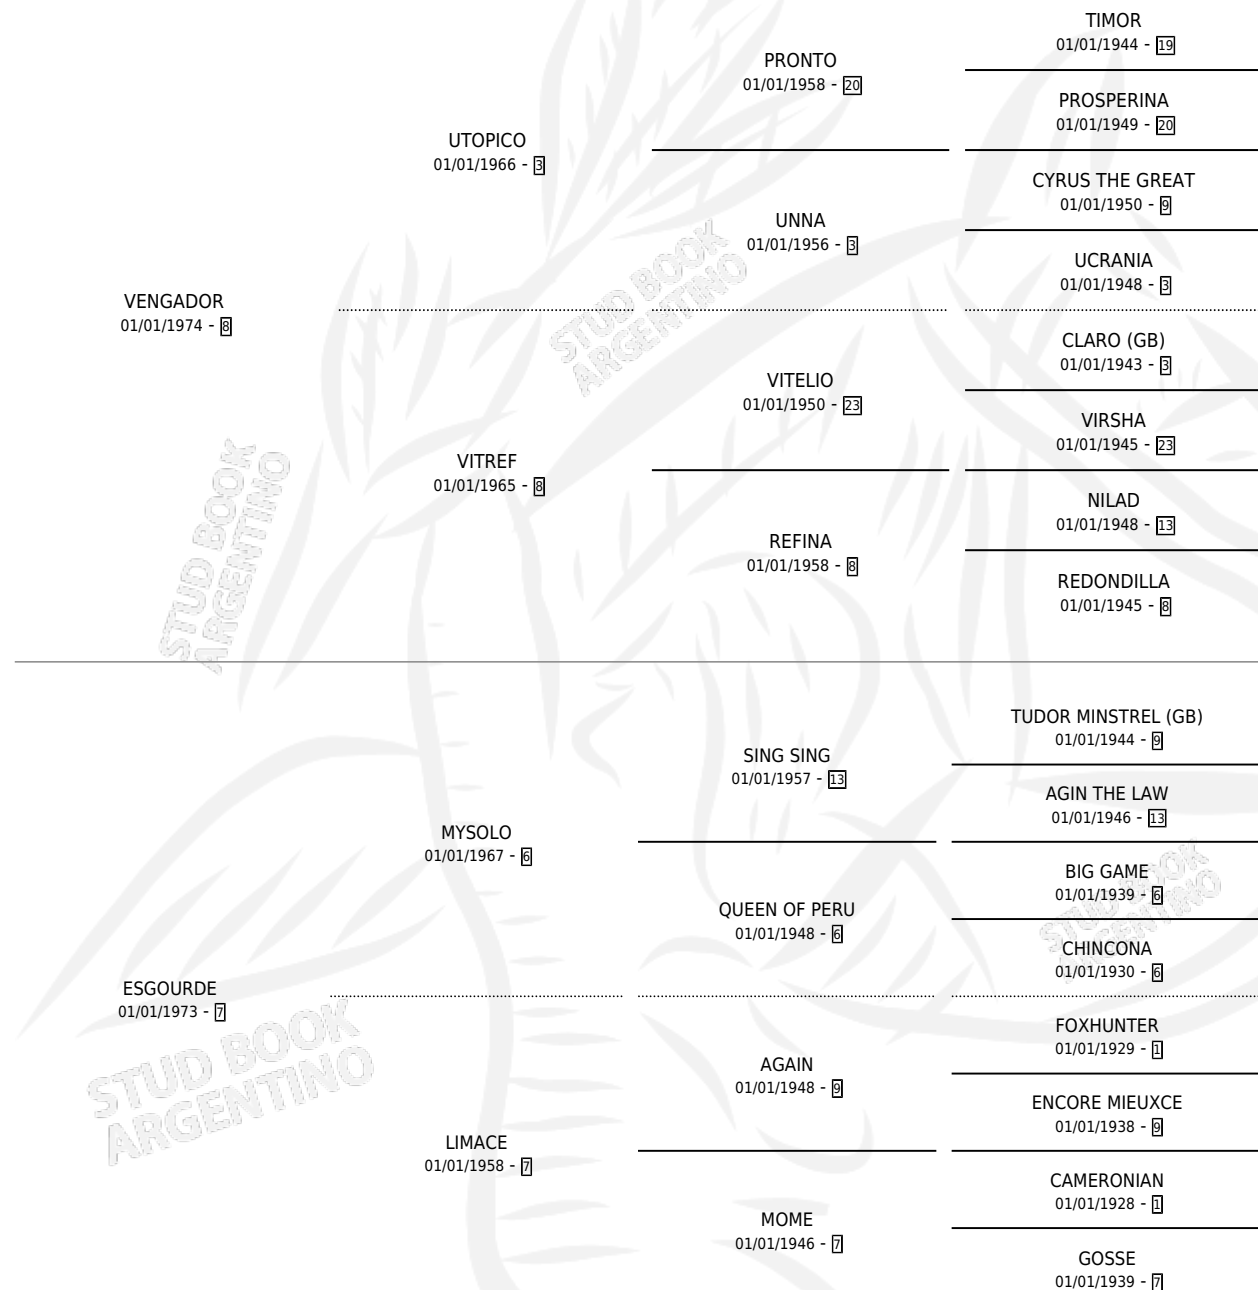 TIMOR
01/01/1944 - 19
PRONTO
01/01/1958 - 20
PROSPERINA
01/01/1949 - 20
UTOPICO
01/01/1966 - 3
CYRUS THE GREAT
01/01/1950 - 9
UNNA
01/01/1956 - 3
UCRANIA
01/01/1948 - 3
VENGADOR
01/01/1974 - 8
CLARO (GB)
01/01/1943 - 3
VITELIO
01/01/1950 - 23
VIRSHA
01/01/1945 - 23
VITREF
01/01/1965 - 8
NILAD
01/01/1948 - 13
REFINA
01/01/1958 - 8
REDONDILLA
01/01/1945 - 8
TUDOR MINSTREL (GB)
01/01/1944 - 9
SING SING
01/01/1957 - 13
AGIN THE LAW
01/01/1946 - 13
MYSOLO
01/01/1967 - 6
BIG GAME
01/01/1939 - 6
QUEEN OF PERU
01/01/1948 - 6
CHINCONA
01/01/1930 - 6
ESGOURDE
01/01/1973 - 7
FOXHUNTER
01/01/1929 - 1
AGAIN
01/01/1948 - 9
ENCORE MIEUXCE
01/01/1938 - 9
LIMACE
01/01/1958 - 7
CAMERONIAN
01/01/1928 - 1
MOME
01/01/1946 - 7
GOSSE
01/01/1939 - 7
STUD BOOK
ARGENTINO
STUD BOOK
ARGENTINO
STUD BOOK
ARGENTINO
STUD BOOK
ARGENTINO